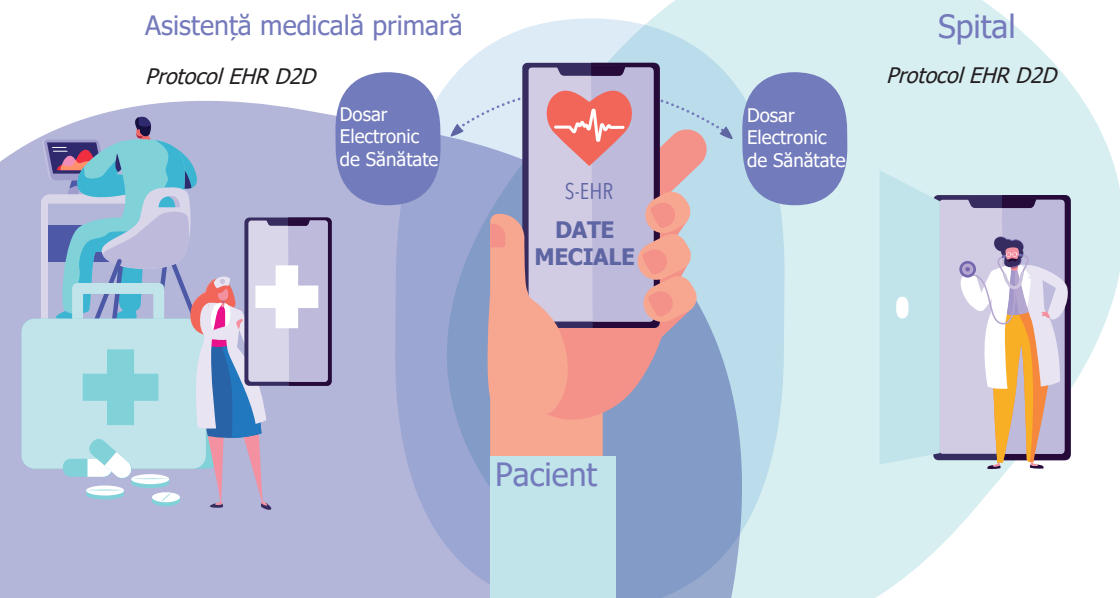 Asistență medicală primară
Protocol EHR D2D
Dosar
Electronic
de Sănătate
S-EHR
DATE
MECIALE
Pacient
Spital
Protocol EHR D2D
Dosar
Electronic
de Sănătate